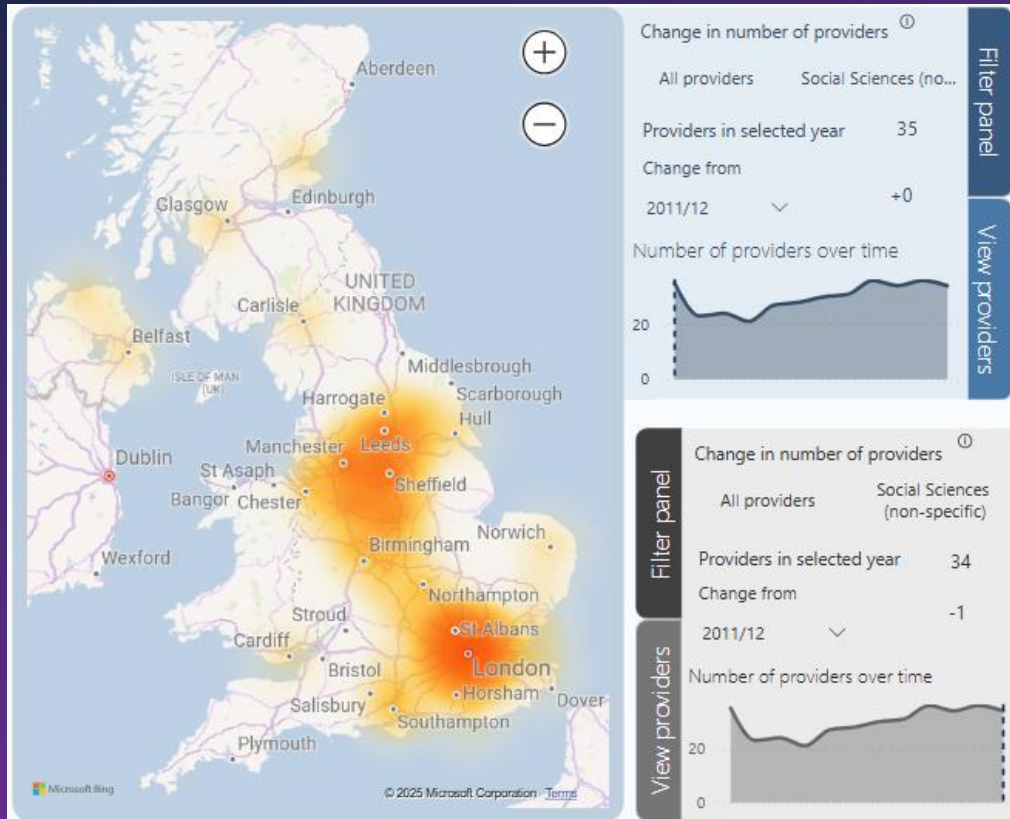 Aberdeen
Edinburgh
Glasgow
UNITED
KINGDOM
Carlisle
Belfast
ISLE OF MAN
(UK)
Middlesbrough
Scarborough
Harrogate
Hull
Leeds
Manchester
Dublin
St Asaph
Sheffield
Bangor
Chester
Norwich
Birmingham
Wexford
Northampton
Stroud
St Albans
Cardiff
London
Bristol
Horsham
Dover
Salisbury
Southampton
Plymouth
Microsoft Bing
© 2025 Microsoft Corporation Terms
Change in number of providers
All providers Social Sciences (no...
Providers in selected year 35
Change from
+0
2011/12
Number of providers over time
20
0
Filter panel
View providers
Filter panel
View providers
Change in number of providers
All providers
Social Sciences
(non-specific)
Providers in selected year 34
Change from
-1
2011/12
Number of providers over time
20
0